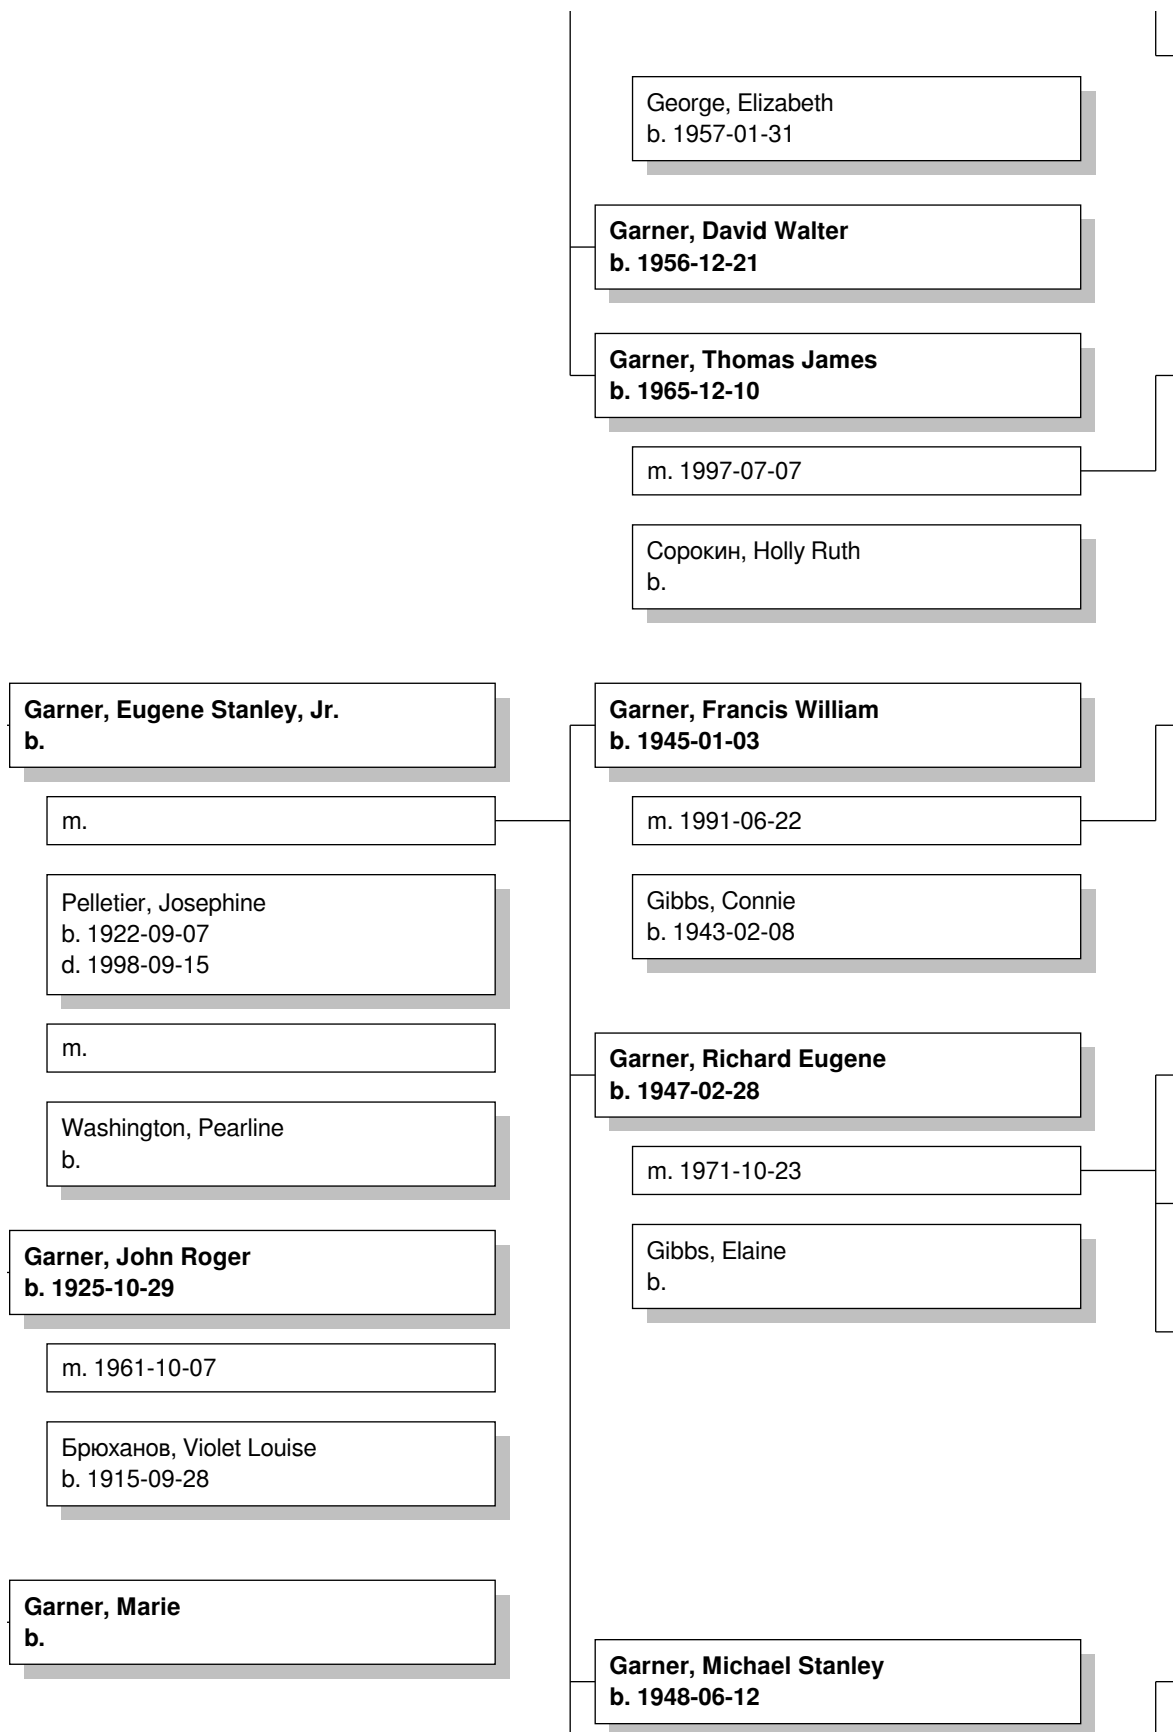 George, Elizabeth
b. 1957-01-31
Garner, David Walter
b. 1956-12-21
Garner, Thomas James
b. 1965-12-10
m. 1997-07-07
Сорокин, Holly Ruth
b.
Garner, Eugene Stanley, Jr.
b.
m.
Pelletier, Josephine
b. 1922-09-07
d. 1998-09-15
m.
Washington, Pearline
b.
Garner, John Roger
b. 1925-10-29
m. 1961-10-07
Брюханов, Violet Louise
b. 1915-09-28
Garner, Marie
b.
Garner, Francis William
b. 1945-01-03
m. 1991-06-22
Gibbs, Connie
b. 1943-02-08
Garner, Richard Eugene
b. 1947-02-28
m. 1971-10-23
Gibbs, Elaine
b.
Garner, Michael Stanley
b. 1948-06-12